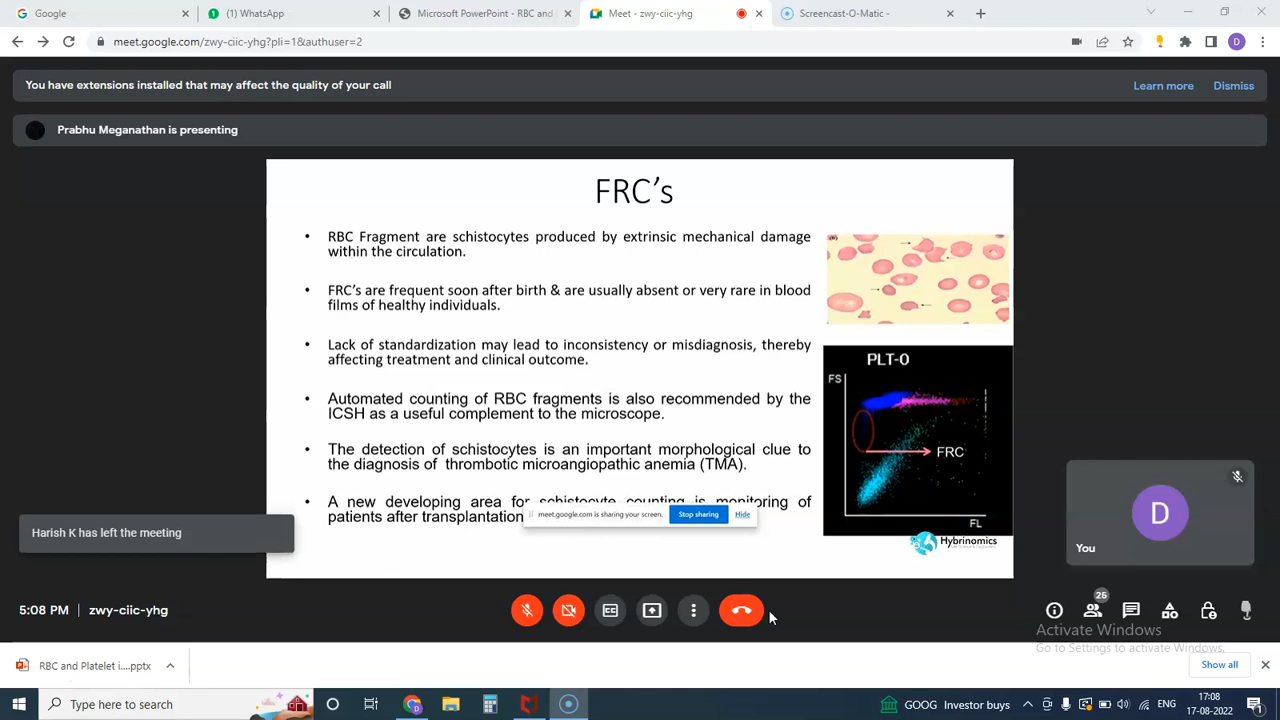 Google
(1) WhatsApp
Microsoft PowerPoint - RBC and
Meet - zwy-ciic-yhg
Screencast-O-Matic -
meet.google.com/zwy-ciic-yhg?pli=1&authuser=2
D
You have extensions installed that may affect the quality of your call
Learn more
Dismiss
Prabhu Meganathan is presenting
FRC's
• RBC Fragment are schistocytes produced by extrinsic mechanical damage
within the circulation.
• FRC's are frequent soon after birth & are usually absent or very rare in blood
films of healthy individuals.
• Lack of standardization may lead to inconsistency or misdiagnosis, thereby
affecting treatment and clinical outcome.
• Automated counting of RBC fragments is also recommended by the
ICSH as a useful complement to the microscope.
• The detection of schistocytes is an important morphological clue to
the diagnosis of thrombotic microangiopathic anemia (TMA).
• A new developing area for schistocyte counting is monitoring of
patients after transplantation
PLT-O
FS
FRC
FL
Hybrinomics
meet.google.com is sharing your screen.
Stop sharing
Hide
Harish K has left the meeting
D
You
5:08 PM | zwy-ciic-yhg
25
Activate Windows
Go to Settings to activate Windows.
RBC and Platelet i....pptx
Show all
Type here to search
GOOG Investor buys
ENG
17:08
17-08-2022